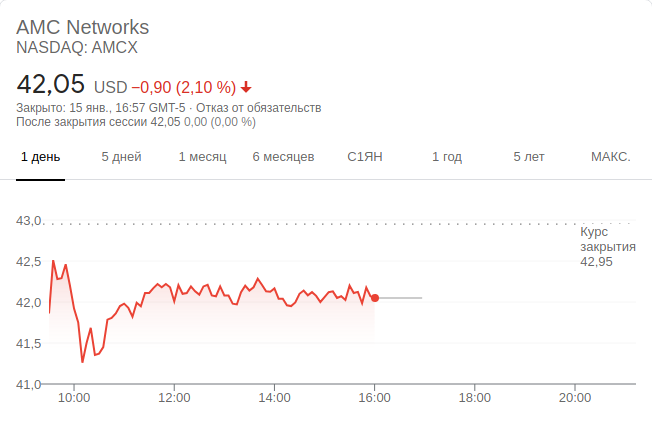 AMC Networks
NASDAQ: AMCX
42,05 USD −0,90 (2,10 %)
Закрыто: 15 янв., 16:57 GMT-5 · Отказ от обязательств
После закрытия сессии 42,05 0,00 (0,00 %)
1 день 5 дней 1 месяц 6 месяцев С1ЯН 1 год 5 лет МАКС.
43,0
Курс
закрытия
42,95
42,5
42,0
41,5
41,0
10:00 12:00 14:00 16:00 18:00 20:00